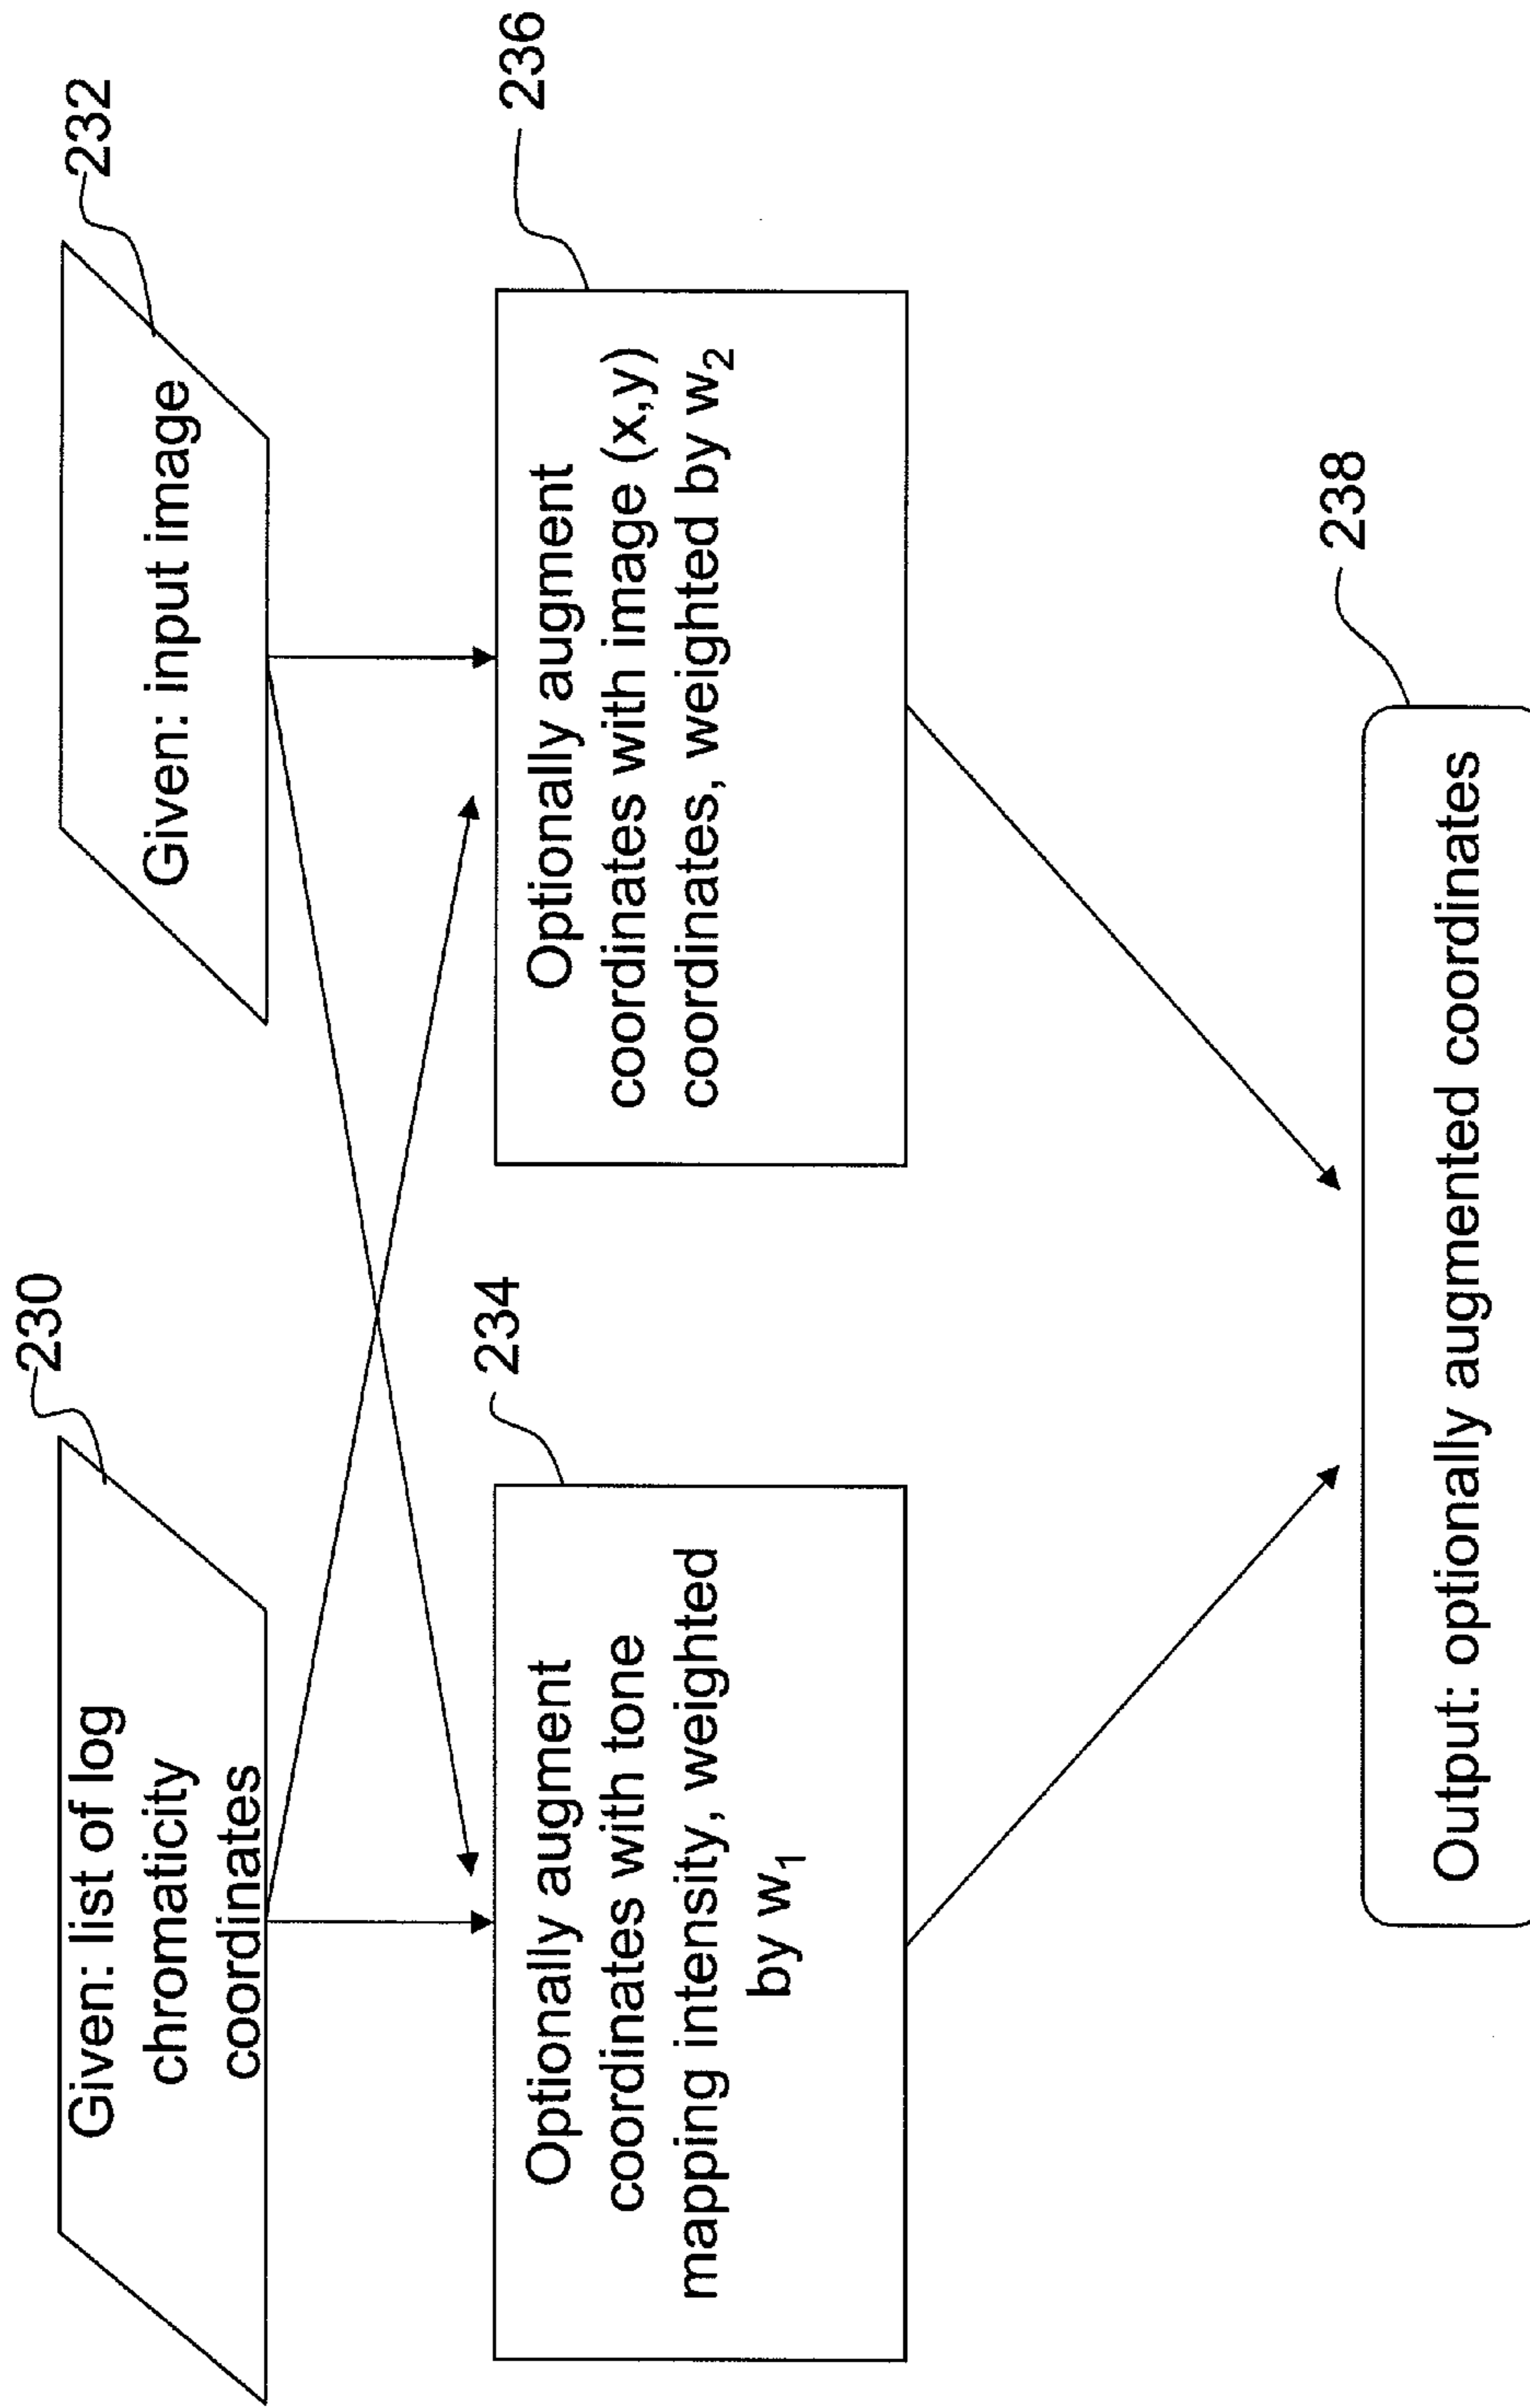 230
Given: list of log
chromaticity
coordinates
232
Given: input image
234
Optionally augment
coordinates with tone
mapping intensity, weighted
by w₁
236
Optionally augment
coordinates with image (x,y)
coordinates, weighted by w₂
238
Output: optionally augmented coordinates